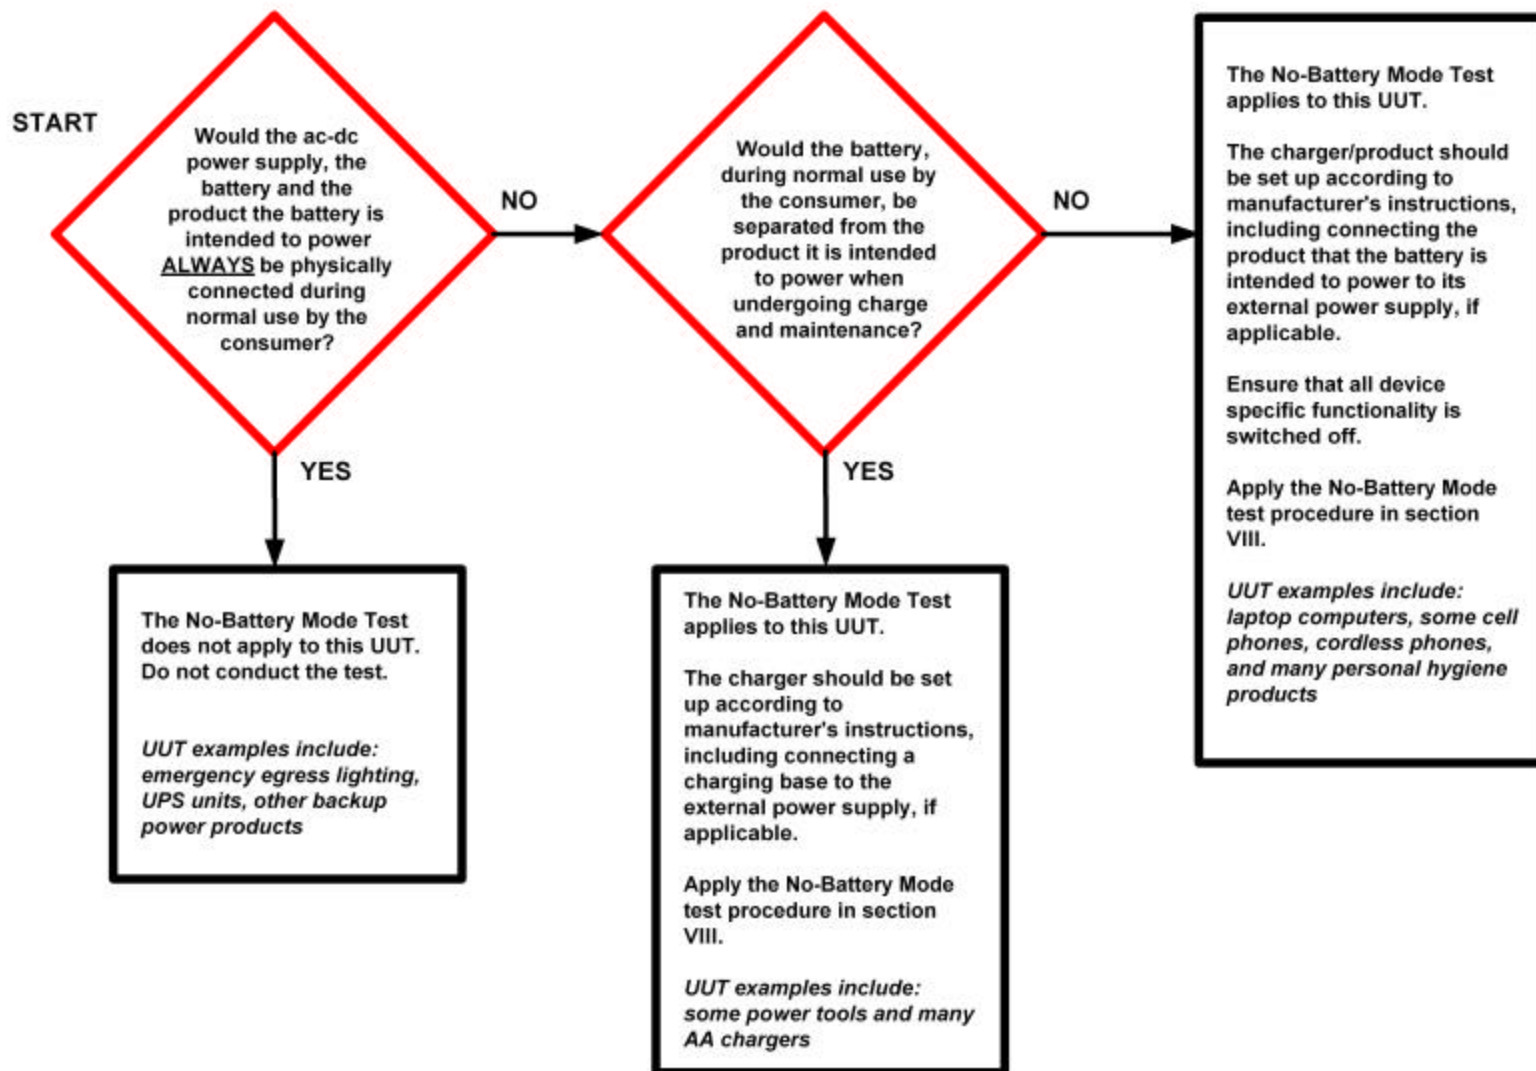 START
Would the ac-dc
power supply, the
battery and the
product the battery is
intended to power
ALWAYS be physically
connected during
normal use by the
consumer?
NO
YES
Would the battery,
during normal use by
the consumer, be
separated from the
product it is intended
to power when
undergoing charge
and maintenance?
NO
YES
The No-Battery Mode Test
applies to this UUT.
The charger/product should
be set up according to
manufacturer's instructions,
including connecting the
product that the battery is
intended to power to its
external power supply, if
applicable.
Ensure that all device
specific functionality is
switched off.
Apply the No-Battery Mode
test procedure in section
VIII.
UUT examples include:
laptop computers, some cell
phones, cordless phones,
and many personal hygiene
products
The No-Battery Mode Test
does not apply to this UUT.
Do not conduct the test.
UUT examples include:
emergency egress lighting,
UPS units, other backup
power products
The No-Battery Mode Test
applies to this UUT.
The charger should be set
up according to
manufacturer's instructions,
including connecting a
charging base to the
external power supply, if
applicable.
Apply the No-Battery Mode
test procedure in section
VIII.
UUT examples include:
some power tools and many
AA chargers